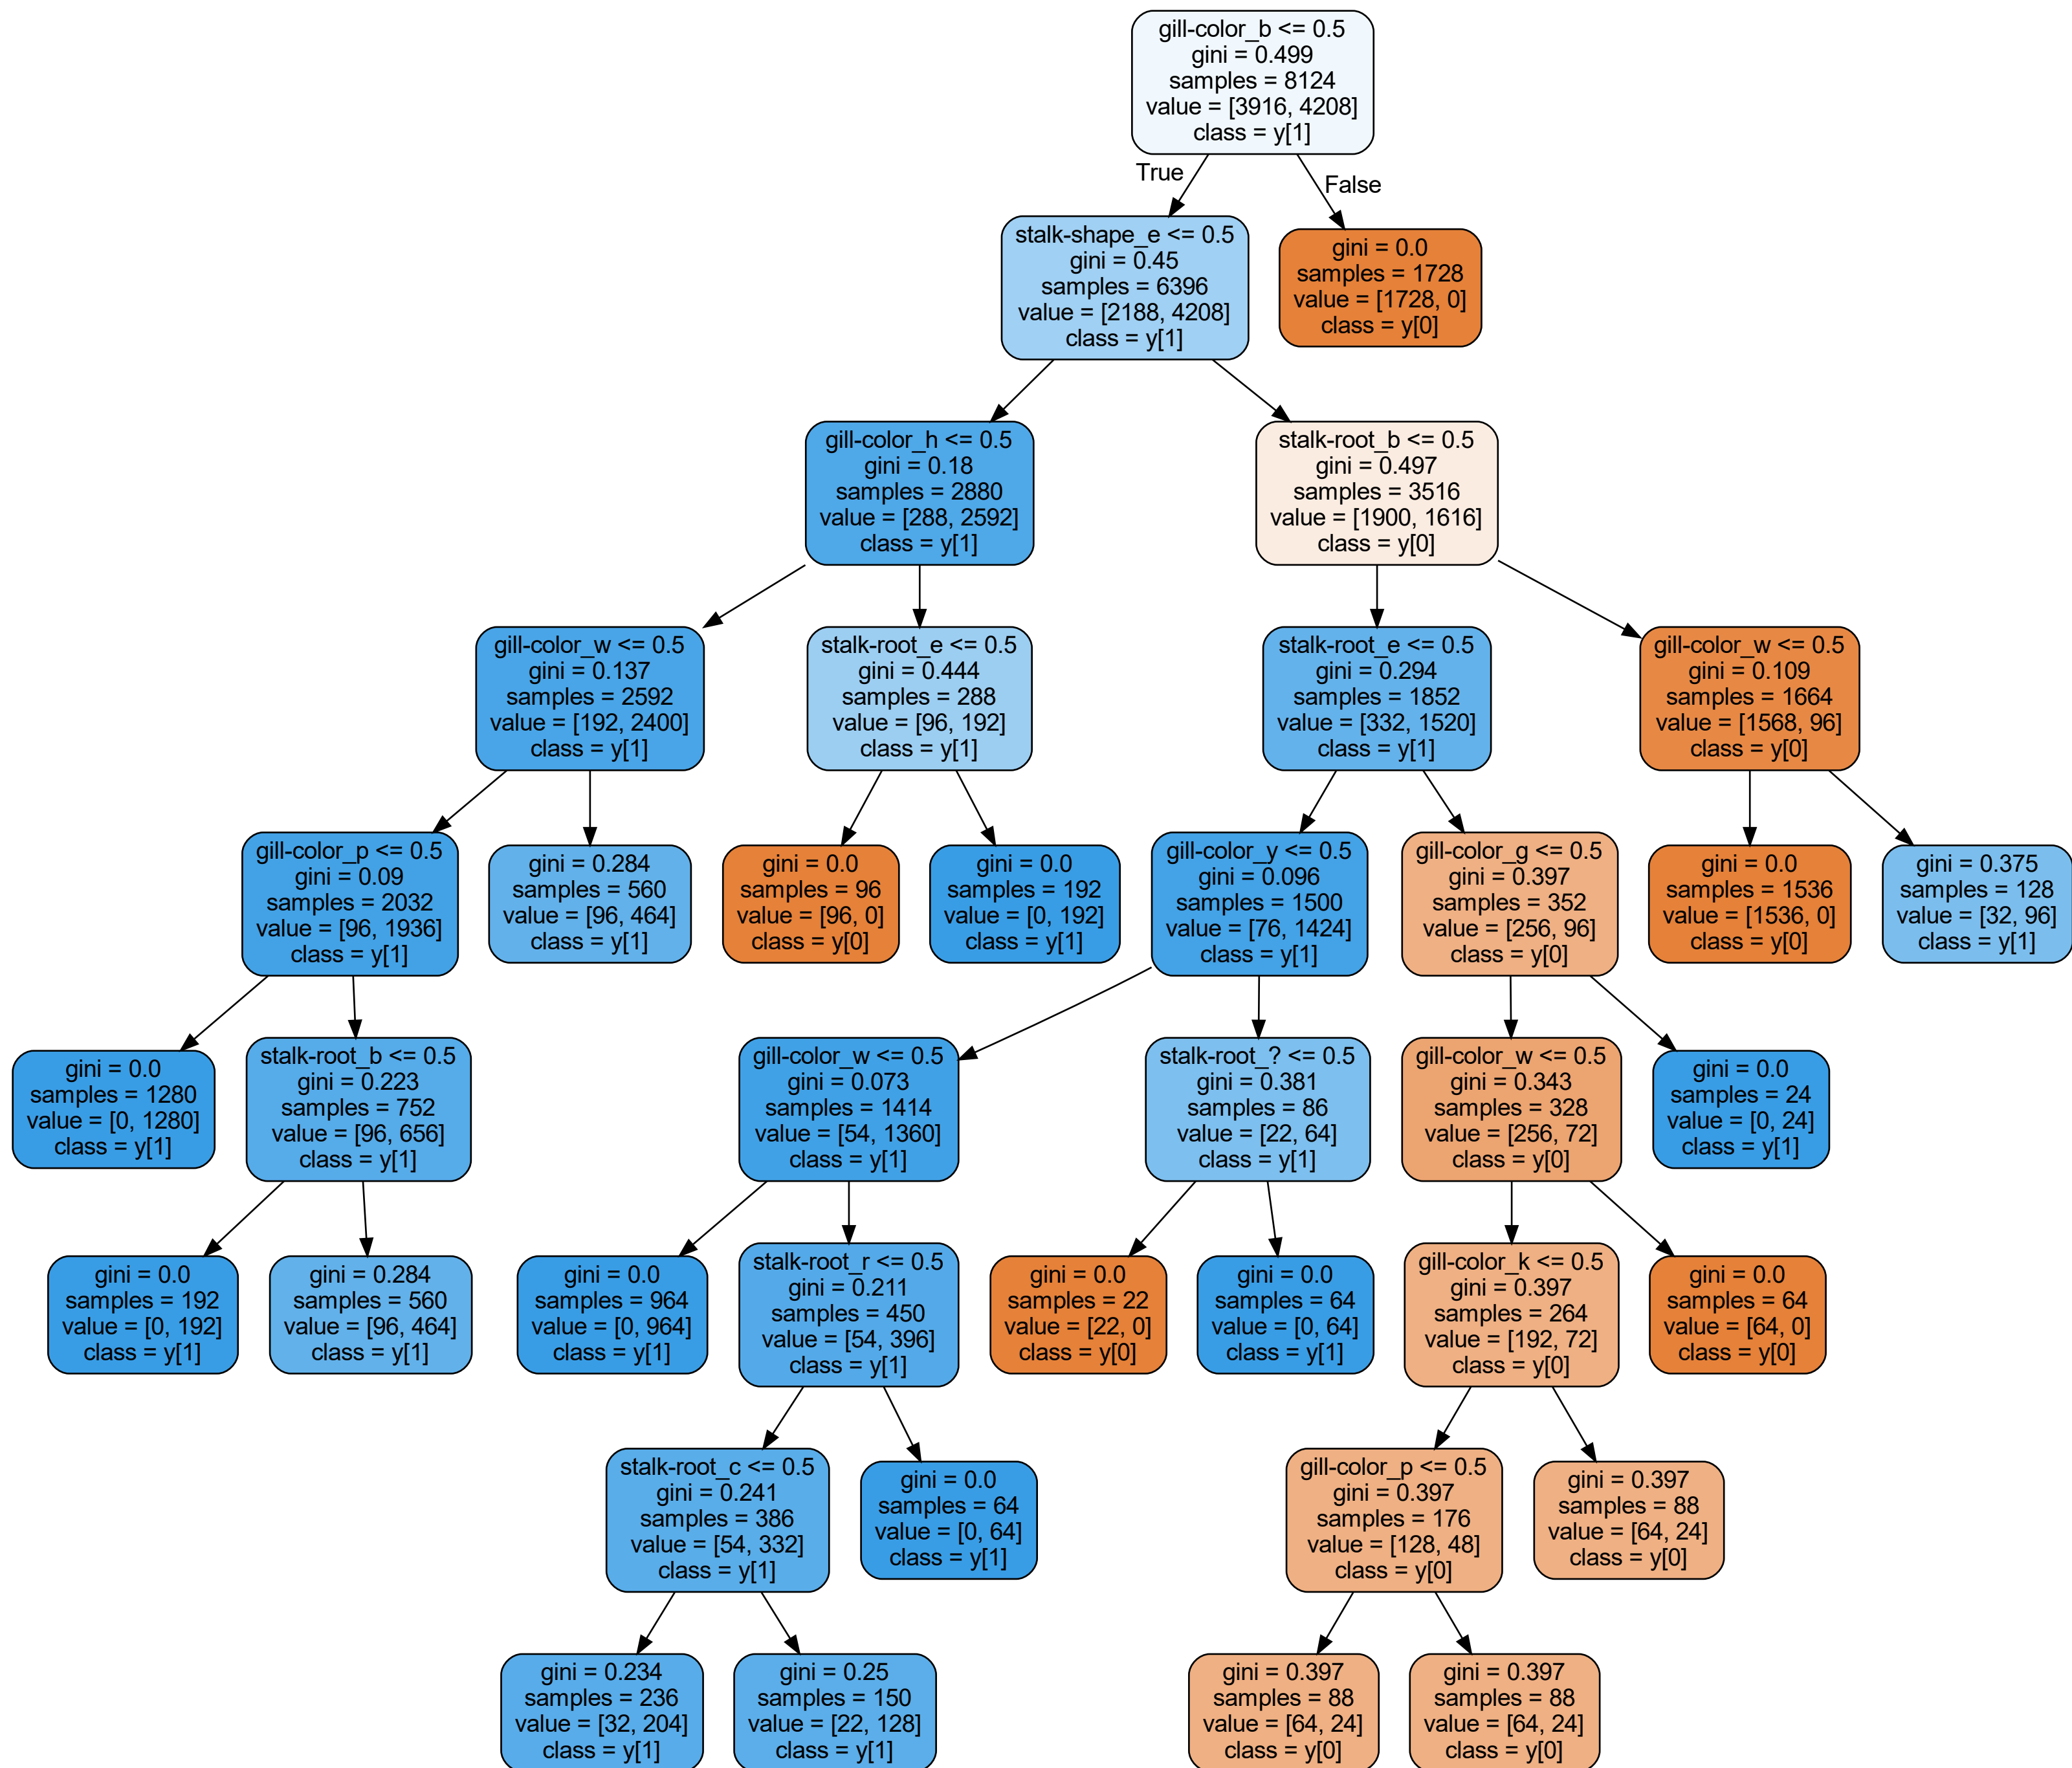 gill-color_b <= 0.5
gini = 0.499
samples = 8124
value = [3916, 4208]
class = y[1]
True
False
stalk-shape_e <= 0.5
gini = 0.45
samples = 6396
value = [2188, 4208]
class = y[1]
gini = 0.0
samples = 1728
value = [1728, 0]
class = y[0]
gill-color_h <= 0.5
gini = 0.18
samples = 2880
value = [288, 2592]
class = y[1]
stalk-root_b <= 0.5
gini = 0.497
samples = 3516
value = [1900, 1616]
class = y[0]
gill-color_w <= 0.5
gini = 0.137
samples = 2592
value = [192, 2400]
class = y[1]
stalk-root_e <= 0.5
gini = 0.444
samples = 288
value = [96, 192]
class = y[1]
stalk-root_e <= 0.5
gini = 0.294
samples = 1852
value = [332, 1520]
class = y[1]
gill-color_w <= 0.5
gini = 0.109
samples = 1664
value = [1568, 96]
class = y[0]
gill-color_p <= 0.5
gini = 0.09
samples = 2032
value = [96, 1936]
class = y[1]
gini = 0.284
samples = 560
value = [96, 464]
class = y[1]
gini = 0.0
samples = 96
value = [96, 0]
class = y[0]
gini = 0.0
samples = 192
value = [0, 192]
class = y[1]
gill-color_y <= 0.5
gini = 0.096
samples = 1500
value = [76, 1424]
class = y[1]
gill-color_g <= 0.5
gini = 0.397
samples = 352
value = [256, 96]
class = y[0]
gini = 0.0
samples = 1536
value = [1536, 0]
class = y[0]
gini = 0.375
samples = 128
value = [32, 96]
class = y[1]
gini = 0.0
samples = 1280
value = [0, 1280]
class = y[1]
stalk-root_b <= 0.5
gini = 0.223
samples = 752
value = [96, 656]
class = y[1]
gill-color_w <= 0.5
gini = 0.073
samples = 1414
value = [54, 1360]
class = y[1]
stalk-root_? <= 0.5
gini = 0.381
samples = 86
value = [22, 64]
class = y[1]
gill-color_w <= 0.5
gini = 0.343
samples = 328
value = [256, 72]
class = y[0]
gini = 0.0
samples = 24
value = [0, 24]
class = y[1]
gini = 0.0
samples = 192
value = [0, 192]
class = y[1]
gini = 0.284
samples = 560
value = [96, 464]
class = y[1]
gini = 0.0
samples = 964
value = [0, 964]
class = y[1]
stalk-root_r <= 0.5
gini = 0.211
samples = 450
value = [54, 396]
class = y[1]
gini = 0.0
samples = 22
value = [22, 0]
class = y[0]
gini = 0.0
samples = 64
value = [0, 64]
class = y[1]
gill-color_k <= 0.5
gini = 0.397
samples = 264
value = [192, 72]
class = y[0]
gini = 0.0
samples = 64
value = [64, 0]
class = y[0]
stalk-root_c <= 0.5
gini = 0.241
samples = 386
value = [54, 332]
class = y[1]
gini = 0.0
samples = 64
value = [0, 64]
class = y[1]
gill-color_p <= 0.5
gini = 0.397
samples = 176
value = [128, 48]
class = y[0]
gini = 0.397
samples = 88
value = [64, 24]
class = y[0]
gini = 0.234
samples = 236
value = [32, 204]
class = y[1]
gini = 0.25
samples = 150
value = [22, 128]
class = y[1]
gini = 0.397
samples = 88
value = [64, 24]
class = y[0]
gini = 0.397
samples = 88
value = [64, 24]
class = y[0]